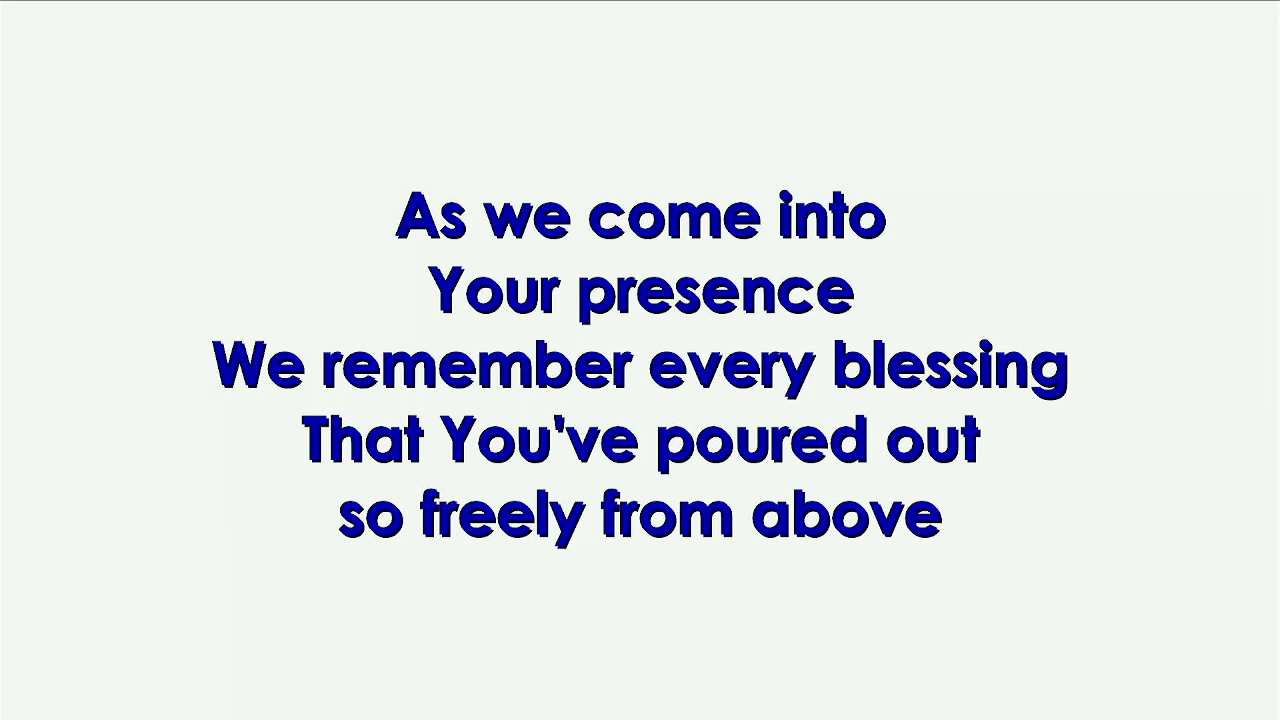 As we come into
Your presence
We remember every blessing
That You've poured out
so freely from above